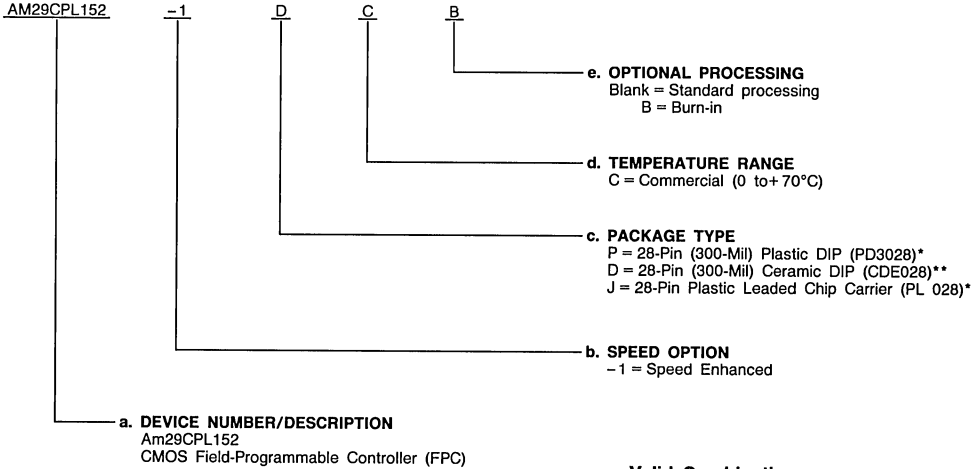 AM29CPL152 -1 D C B
e. OPTIONAL PROCESSING
Blank = Standard processing
B = Burn-in
d. TEMPERATURE RANGE
C = Commercial (0 to+70°C)
c. PACKAGE TYPE
P = 28-Pin (300-Mil) Plastic DIP (PD3028)*
D = 28-Pin (300-Mil) Ceramic DIP (CDE028)**
J = 28-Pin Plastic Leaded Chip Carrier (PL 028)*
b. SPEED OPTION
-1 = Speed Enhanced
a. DEVICE NUMBER/DESCRIPTION
Am29CPL152
CMOS Field-Programmable Controller (FPC)